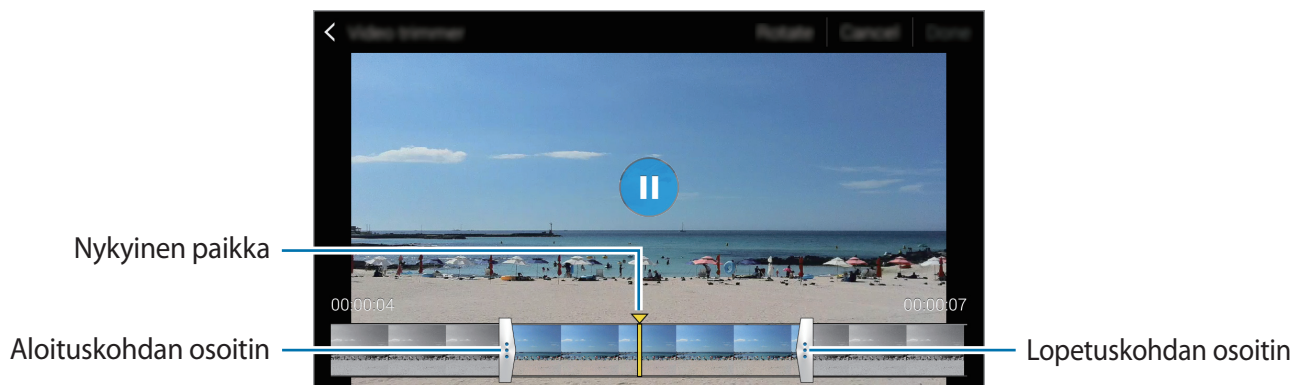 Video trimmer
Rotate Cancel Done
Nykyinen paikka
00:00:04
00:00:07
Aloituskohdan osoitin
Lopetuskohdan osoitin